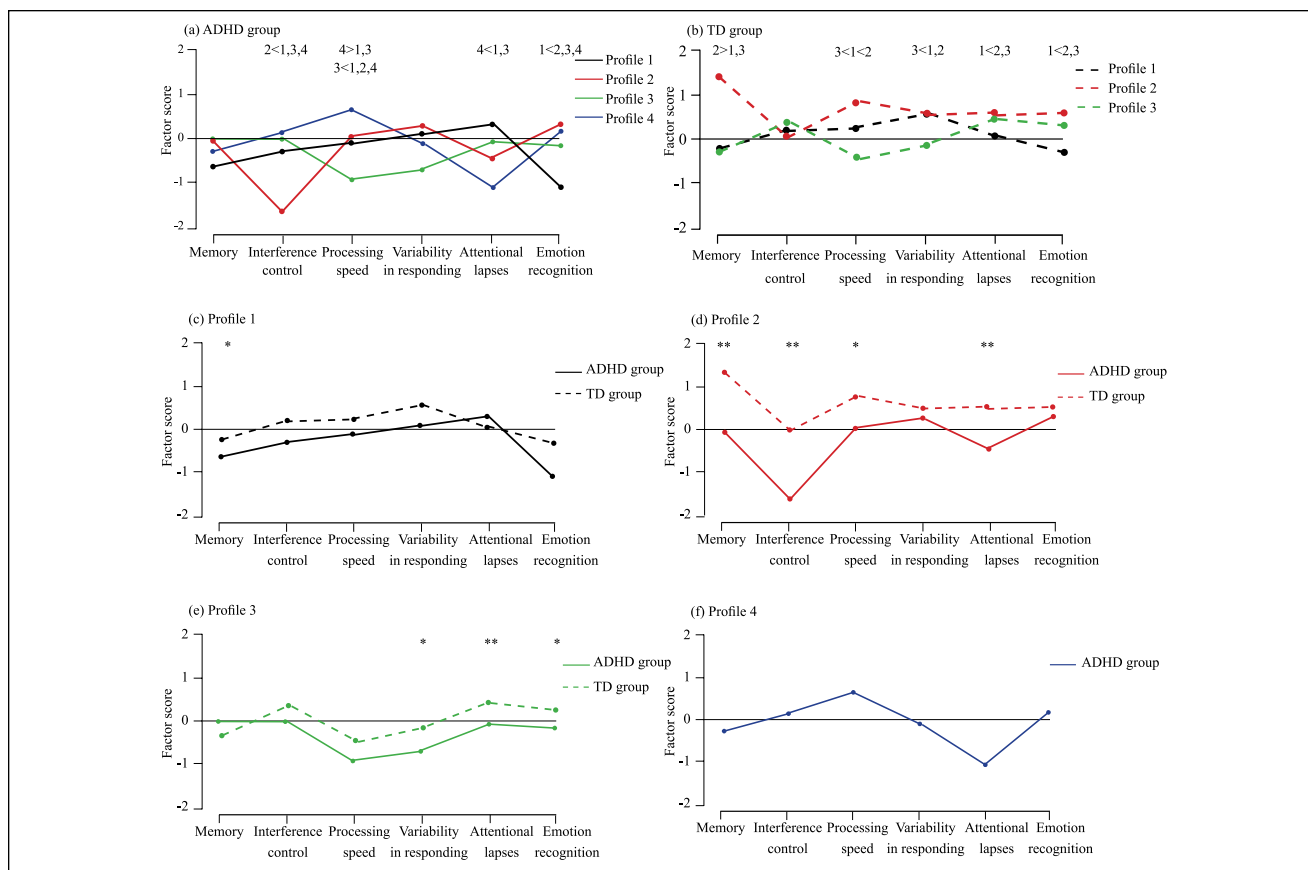 (a) ADHD group
2
2<1,3,4
4>1,3
4<1,3
1<2,3,4
3<1,2,4
Profile 1
Profile 2
Profile 3
Profile 4
1
0
-1
-2
Factor score
Memory
Interference
control
Processing
speed
Variability
in responding
Attentional
lapses
Emotion
recognition
(b) TD group
2>1,3
3<1<2
3<1,2
1<2,3
1<2,3
Profile 1
Profile 2
Profile 3
2
1
0
-1
-2
Factor score
Memory
Interference
control
Processing
speed
Variability
in responding
Attentional
lapses
Emotion
recognition
(c) Profile 1
*
ADHD group
TD group
2
1
0
-1
-2
Factor score
Memory
Interference
control
Processing
speed
Variability
in responding
Attentional
lapses
Emotion
recognition
(d) Profile 2
**
**
*
**
ADHD group
TD group
2
1
0
-1
-2
Factor score
Memory
Interference
control
Processing
speed
Variability
in responding
Attentional
lapses
Emotion
recognition
(e) Profile 3
*
**
*
ADHD group
TD group
2
1
0
-1
-2
Factor score
Memory
Interference
control
Processing
speed
Variability
in responding
Attentional
lapses
Emotion
recognition
(f) Profile 4
ADHD group
2
1
0
-1
-2
Factor score
Memory
Interference
control
Processing
speed
Variability
in responding
Attentional
lapses
Emotion
recognition